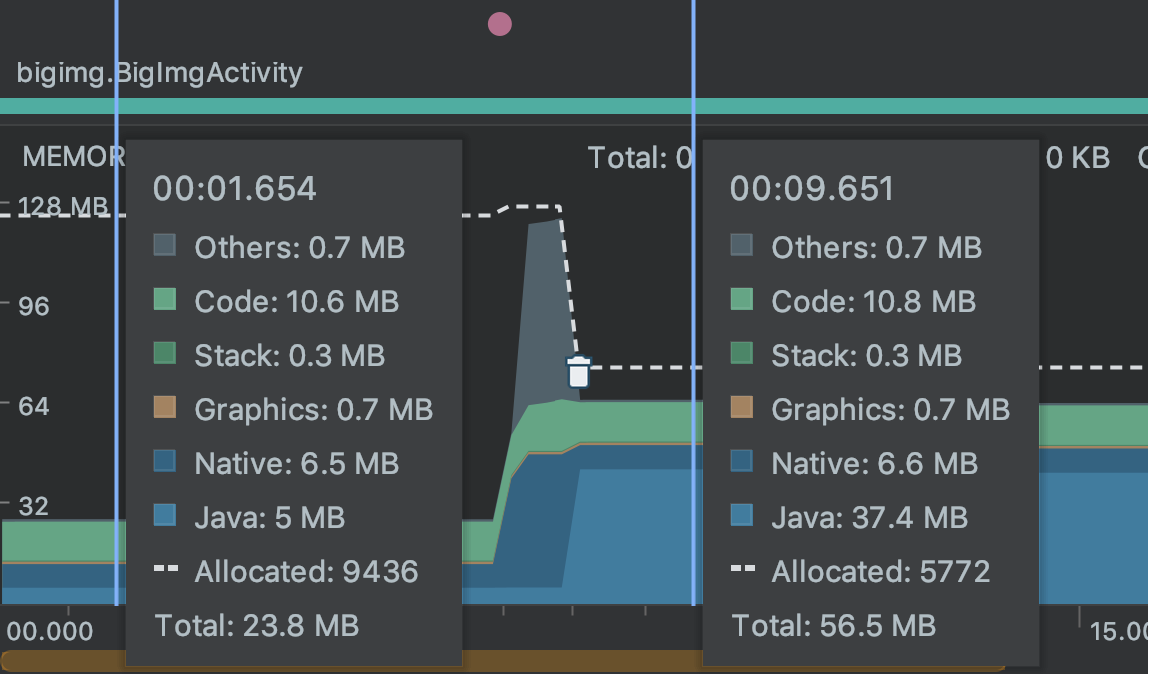 bigimg.BigImgActivity
MEMOR
Total: 0
0 KB
128 MB
96
64
32
00:01.654
Others: 0.7 MB
Code: 10.6 MB
Stack: 0.3 MB
Graphics: 0.7 MB
Native: 6.5 MB
Java: 5 MB
Allocated: 9436
Total: 23.8 MB
00:09.651
Others: 0.7 MB
Code: 10.8 MB
Stack: 0.3 MB
Graphics: 0.7 MB
Native: 6.6 MB
Java: 37.4 MB
Allocated: 5772
Total: 56.5 MB
00.000
15.00